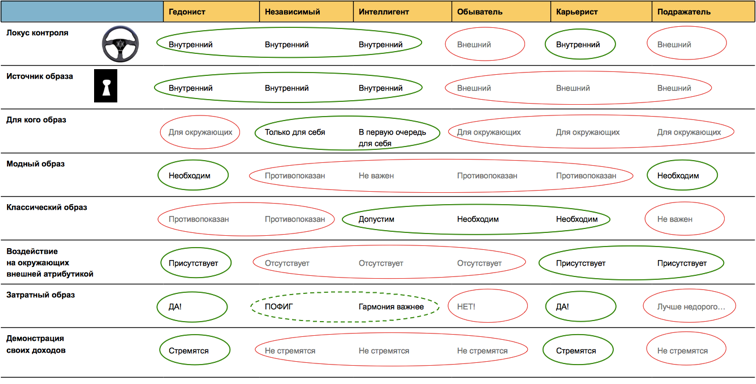 Гедонист Независимый Интеллигент Обыватель Карьерист Подражатель
Локус контроля
Внутренний Внутренний Внутренний Внешний Внутренний Внешний
Источник образа
Внутренний Внутренний Внутренний Внешний Внешний Внешний
Для кого образ
Для окружающих Только для себя В первую очередь Для окружающих Для окружающих Для окружающих
для себя
Модный образ
Необходим Противопоказан Не важен Противопоказан Противопоказан Необходим
Классический образ
Противопоказан Противопоказан Допустим Необходим Необходим Не важен
Воздействие
на окружающих
внешней атрибутикой
Присутствует Отсутствует Отсутствует Отсутствует Присутствует Присутствует
Затратный образ
ДА! ПОФИГ Гармония важнее НЕТ! ДА! Лучше недорого...
Демонстрация
своих доходов
Стремятся Не стремятся Не стремятся Не стремятся Стремятся Не стремятся